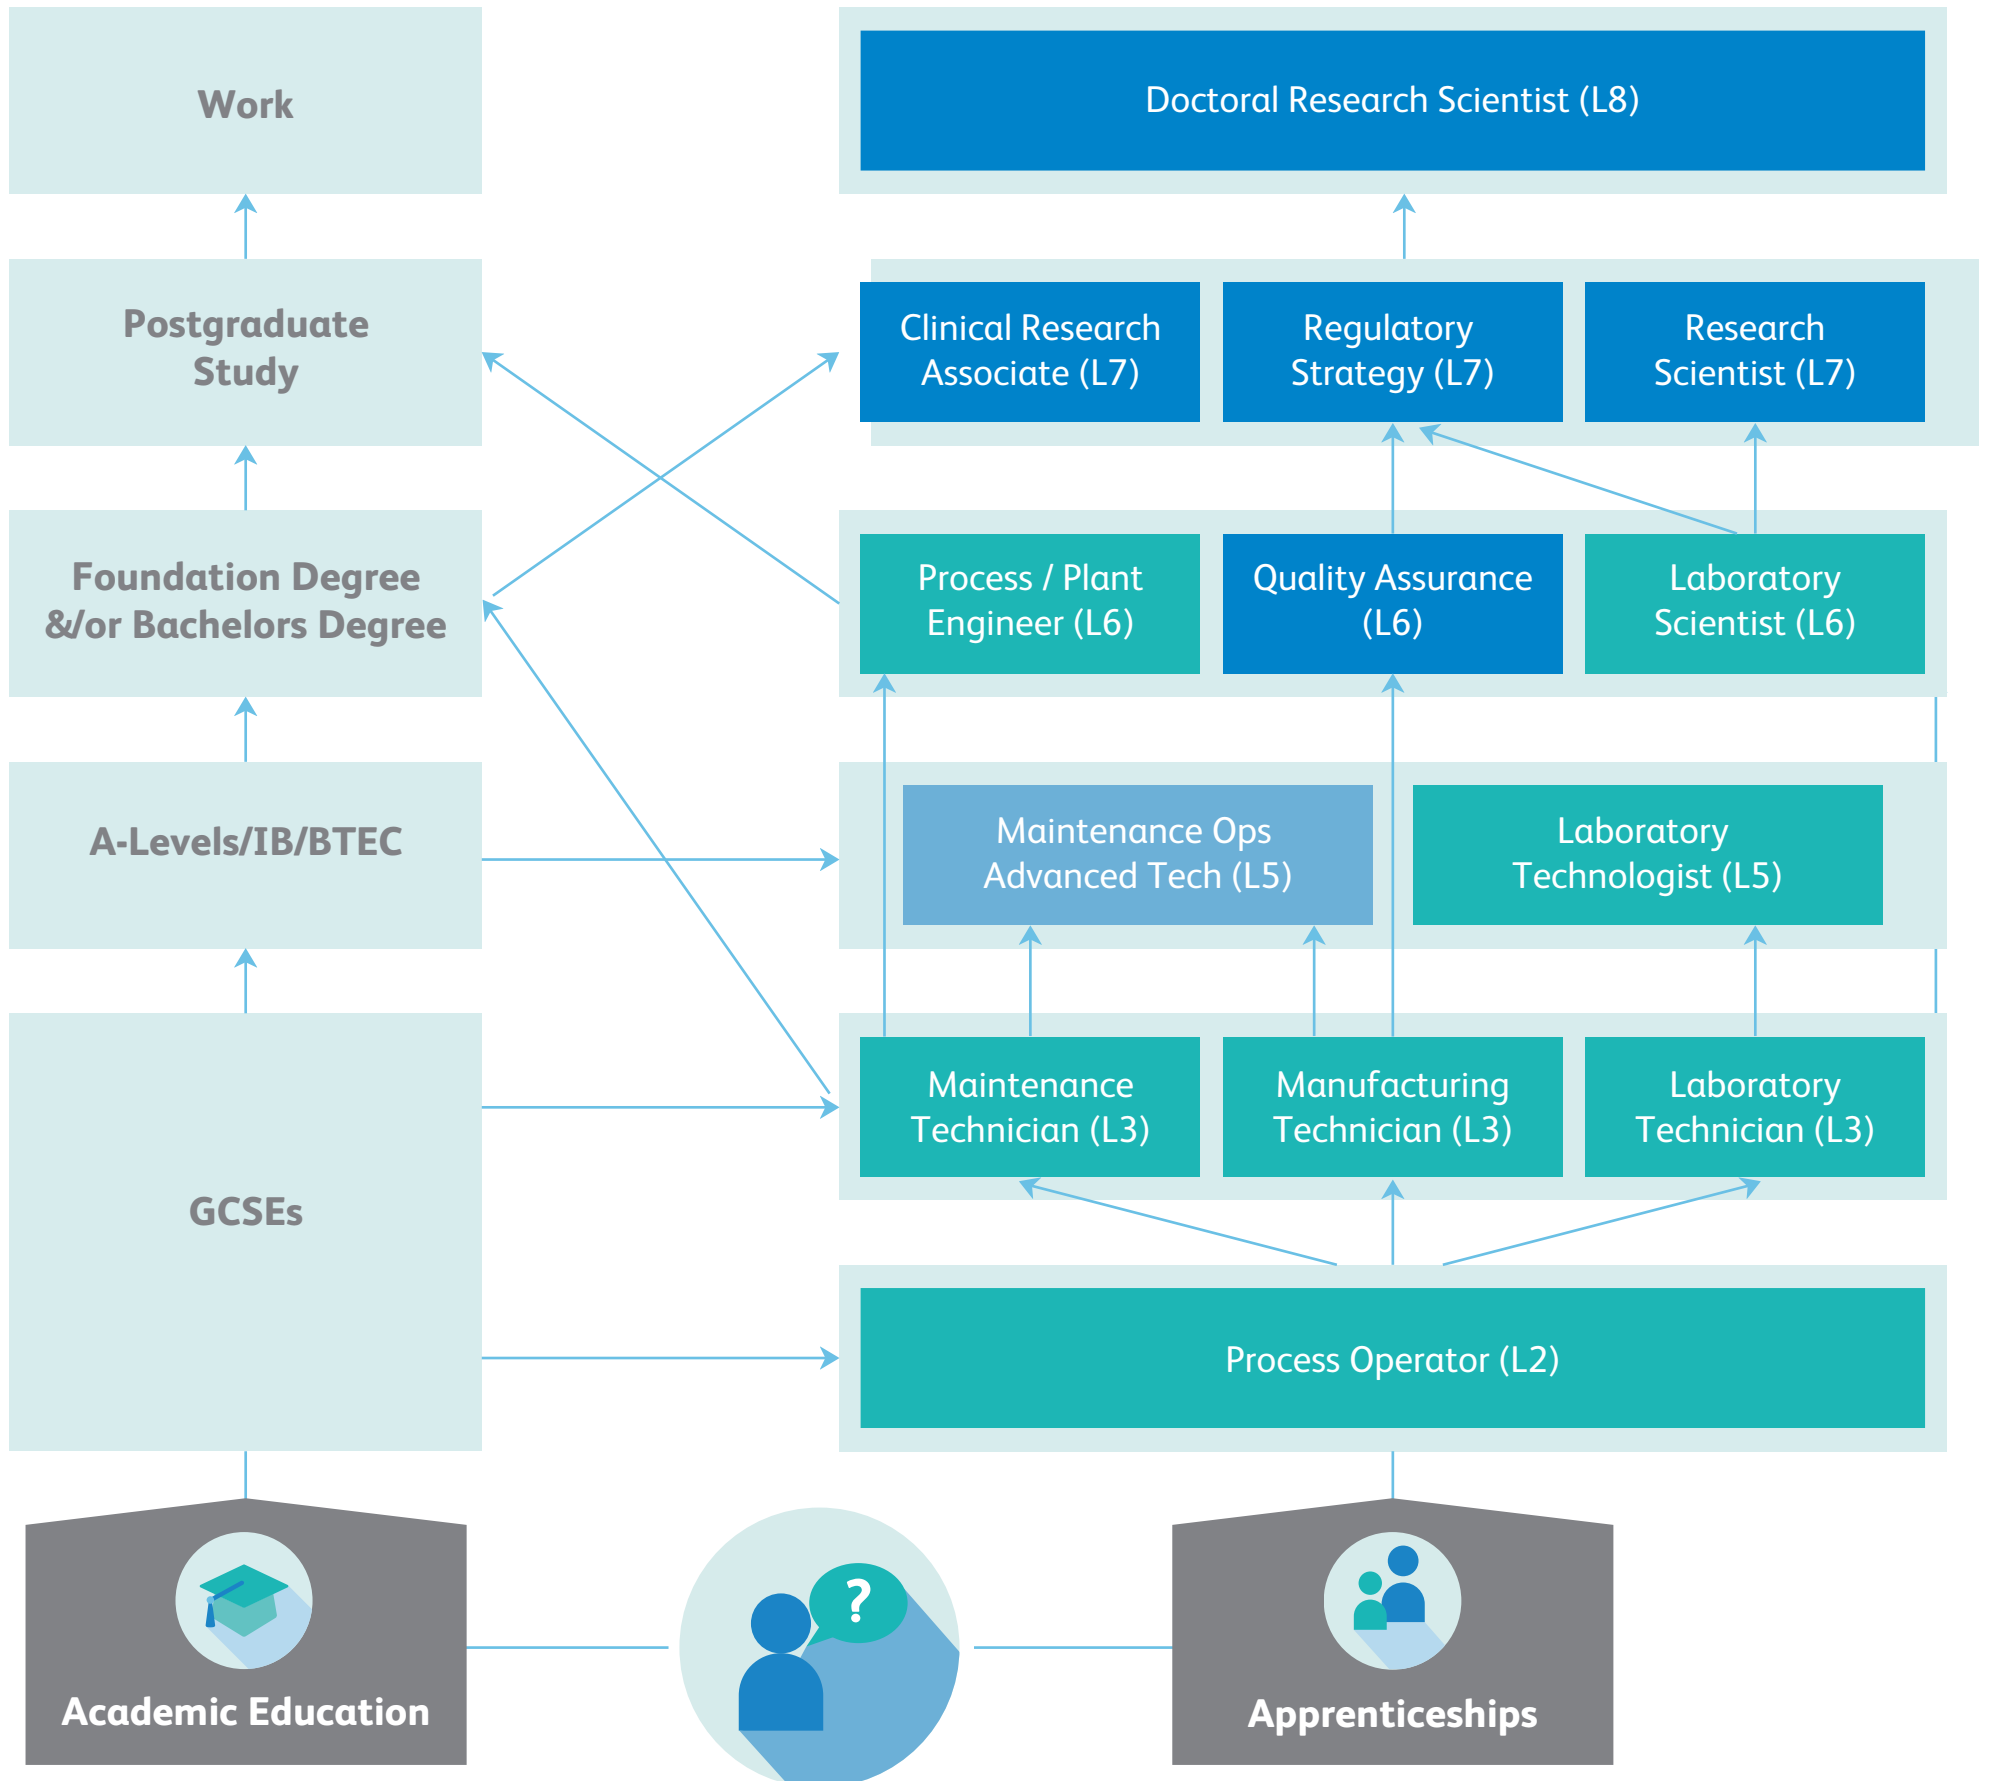 Work
Doctoral Research Scientist (L8)
Postgraduate
Study
Clinical Research
Associate (L7)
Regulatory
Strategy (L7)
Research
Scientist (L7)
Foundation Degree
&/or Bachelors Degree
Process / Plant
Engineer (L6)
Quality Assurance
(L6)
Laboratory
Scientist (L6)
A-Levels/IB/BTEC
Maintenance Ops
Advanced Tech (L5)
Laboratory
Technologist (L5)
GCSEs
Maintenance
Technician (L3)
Manufacturing
Technician (L3)
Laboratory
Technician (L3)
Process Operator (L2)
Academic Education
?
Apprenticeships